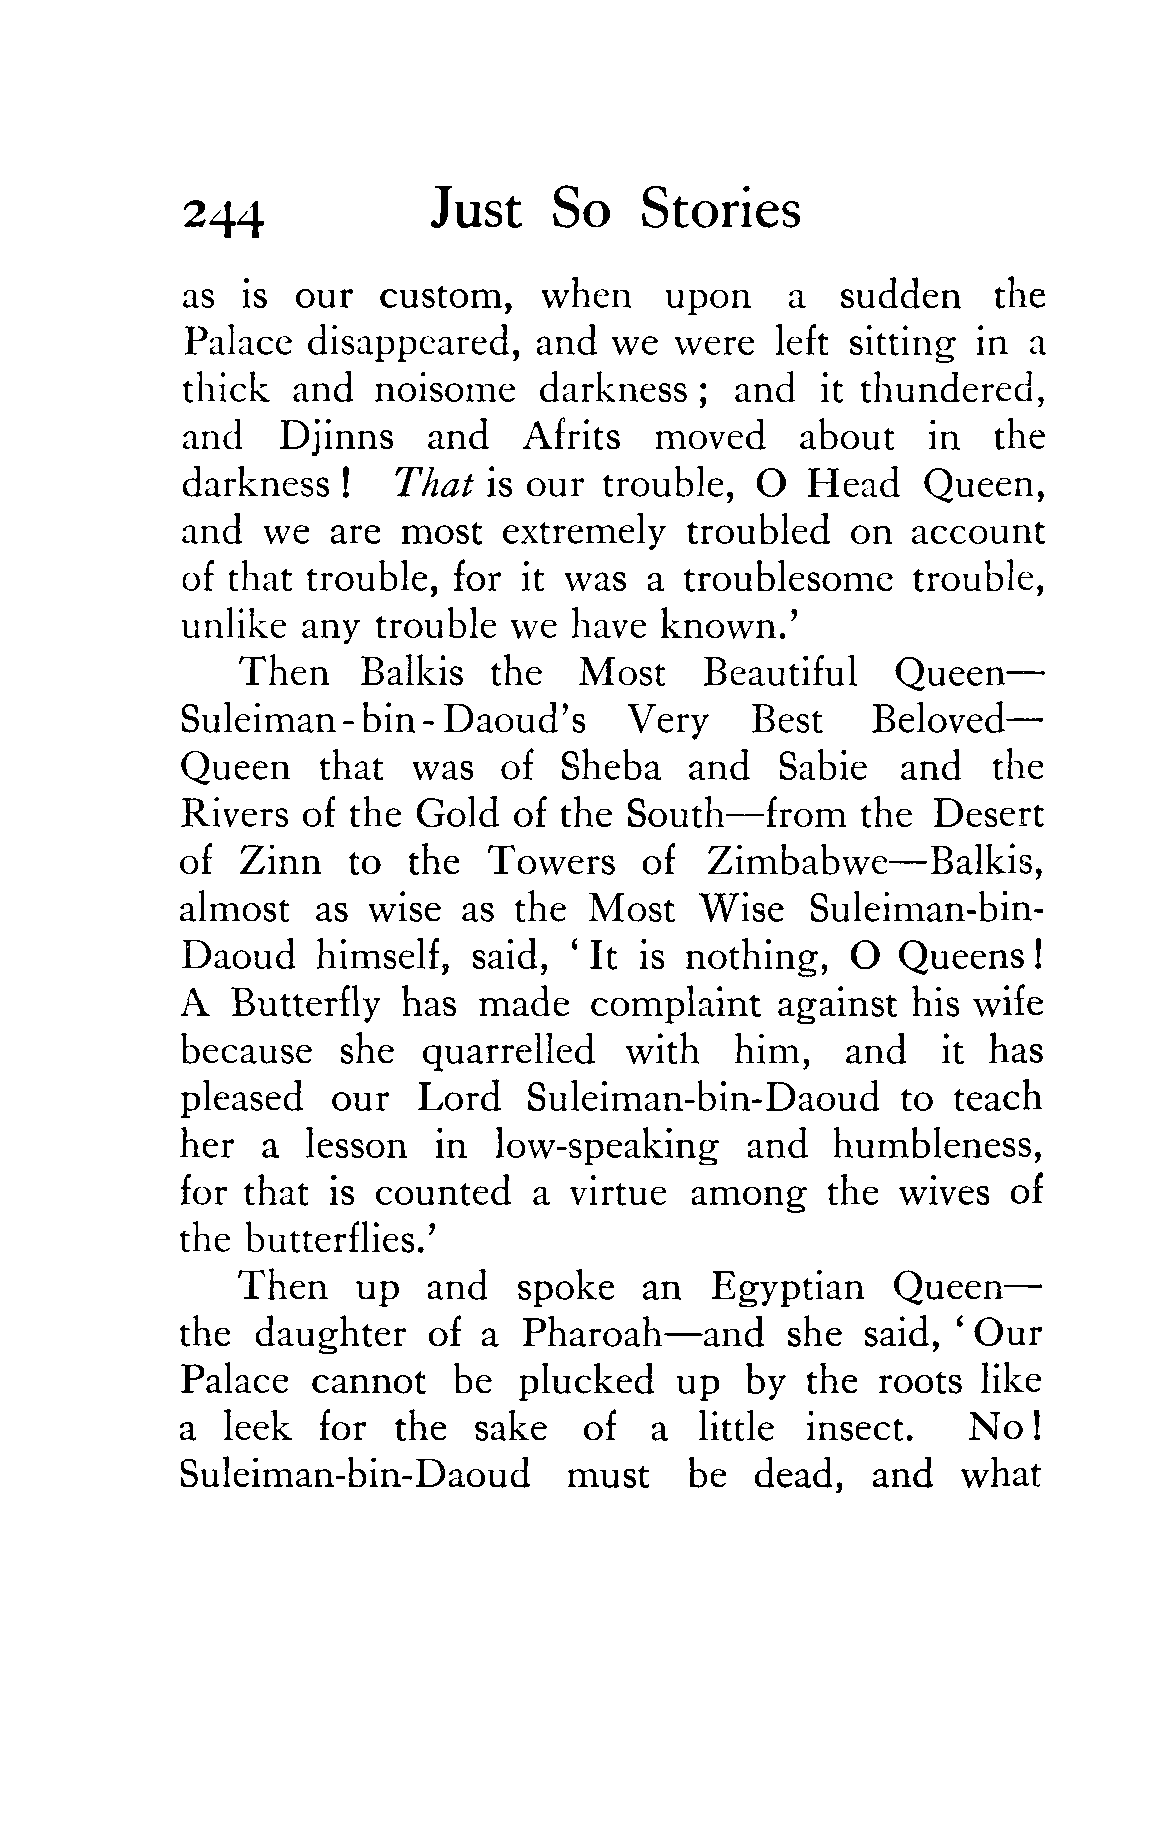 244 Just So Stories
as is our custom, when upon a sudden the
Palace disappeared, and we were left sitting in a
thick and noisome darkness ; and it thundered,
and Djinns and Afrits moved about in the
darkness ! That is our trouble, O Head Queen,
and we are most extremely troubled on account
of that trouble, for it was a troublesome trouble,
unlike any trouble we have known.’
Then Balkis the Most Beautiful Queen—
Suleiman-bin-Daoud’s Very Best Beloved—
Queen that was of Sheba and Sabie and the
Rivers of the Gold of the South—from the Desert
of Zinn to the Towers of Zimbabwe—Balkis,
almost as wise as the Most Wise Suleiman-bin-
Daoud himself, said, ‘ It is nothing, O Queens !
A Butterfly has made complaint against his wife
because she quarrelled with him, and it has
pleased our Lord Suleiman-bin-Daoud to teach
her a lesson in low-speaking and humbleness,
for that is counted a virtue among the wives of
the butterflies.’
Then up and spoke an Egyptian Queen—
the daughter of a Pharoah—and she said, ‘ Our
Palace cannot be plucked up by the roots like
a leek for the sake of a little insect. No !
Suleiman-bin-Daoud must be dead, and what